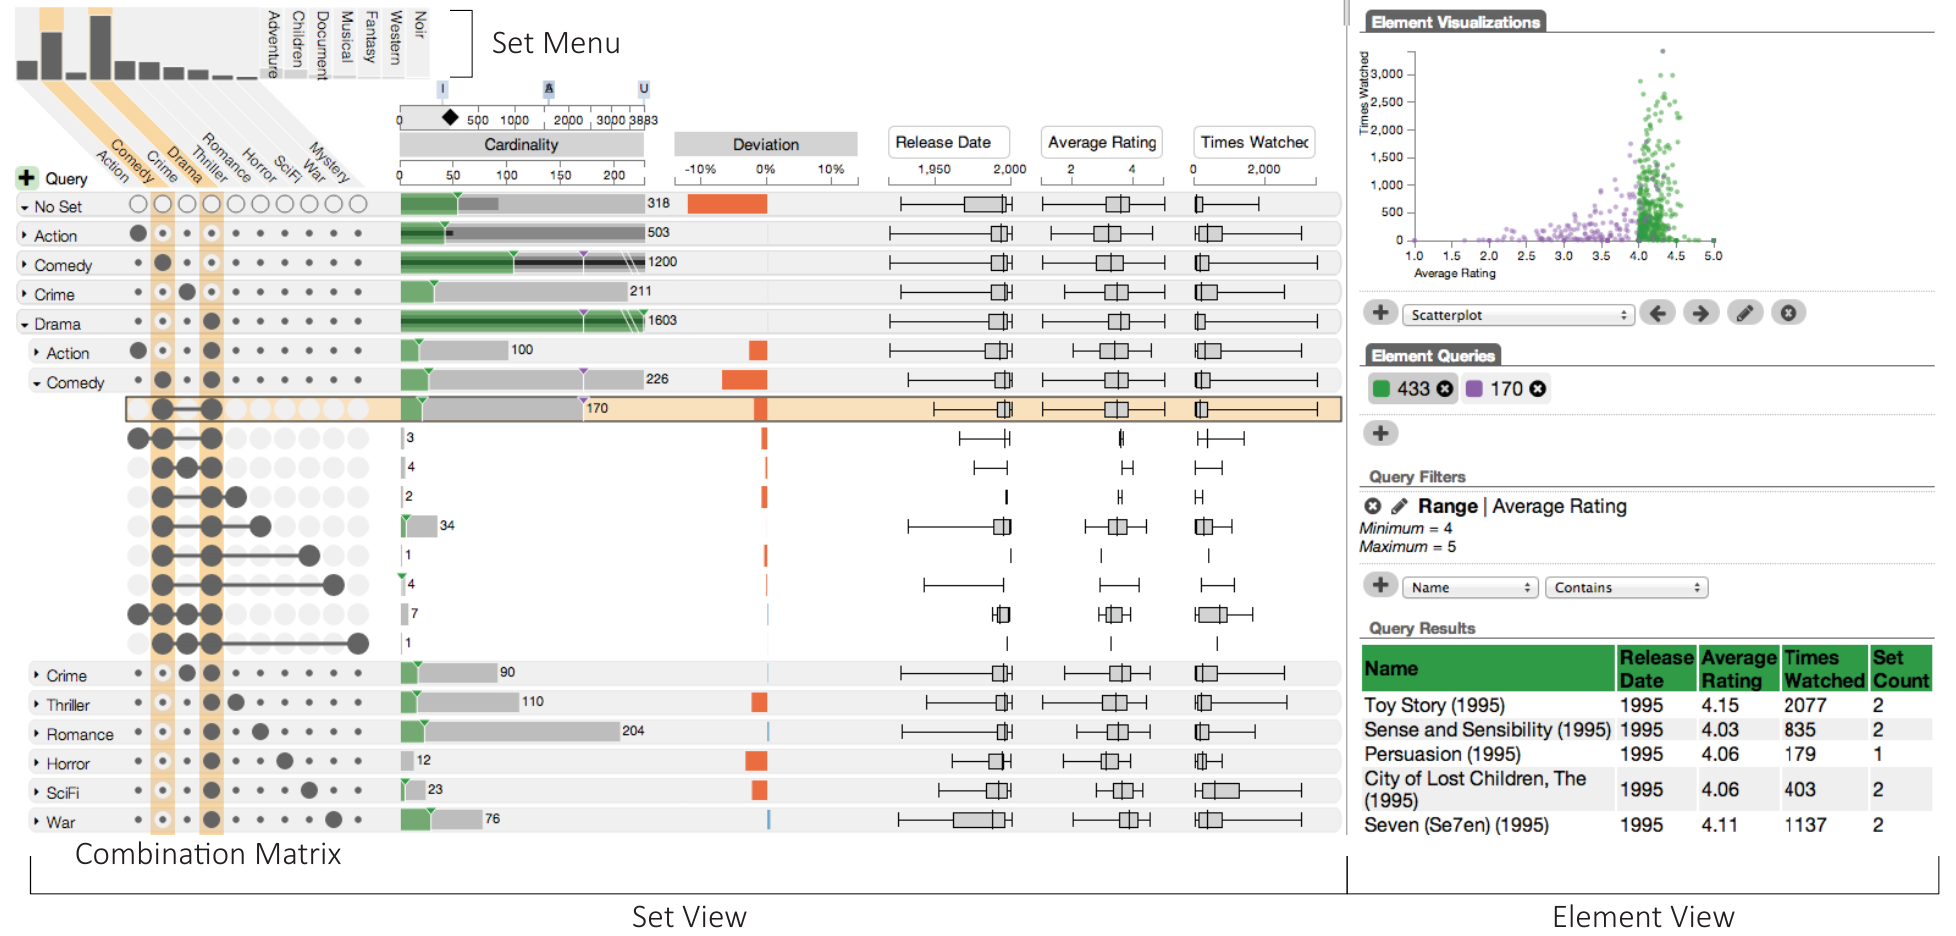 Adventure
Children
Document
Musical
Fantasy
Western
Noir
Set Menu
Action
Comedy
Crime
Drama
Thriller
Romance
Horror
SciFi
War
Mystery
I
U
0 500 1000 2000 3000 3883
Cardinality
0 50 100 150 200
Deviation
-10% 0% 10%
Release Date
1,950 2,000
Average Rating
2 4
Times Watched
0 2,000
Query
No Set 318
Action 503
Comedy 1200
Crime 211
Drama 1603
Action 100
Comedy 226
170
3
4
2
34
1
4
7
1
Crime 90
Thriller 110
Romance 204
Horror 12
SciFi 23
War 76
Combination Matrix
Set View
Element Visualizations
Times Watched
3,000
2,500
2,000
1,500
1,000
500
0
1.0 1.5 2.0 2.5 3.0 3.5 4.0 4.5 5.0
Average Rating
Scatterplot
Element Queries
433 170
Query Filters
Range | Average Rating
Minimum = 4
Maximum = 5
Name Contains
Query Results
Name Release Date Average Rating Times Watched Set Count
Toy Story (1995) 1995 4.15 2077 2
Sense and Sensibility (1995) 1995 4.03 835 2
Persuasion (1995) 1995 4.06 179 1
City of Lost Children, The (1995) 1995 4.06 403 2
Seven (Se7en) (1995) 1995 4.11 1137 2
Element View